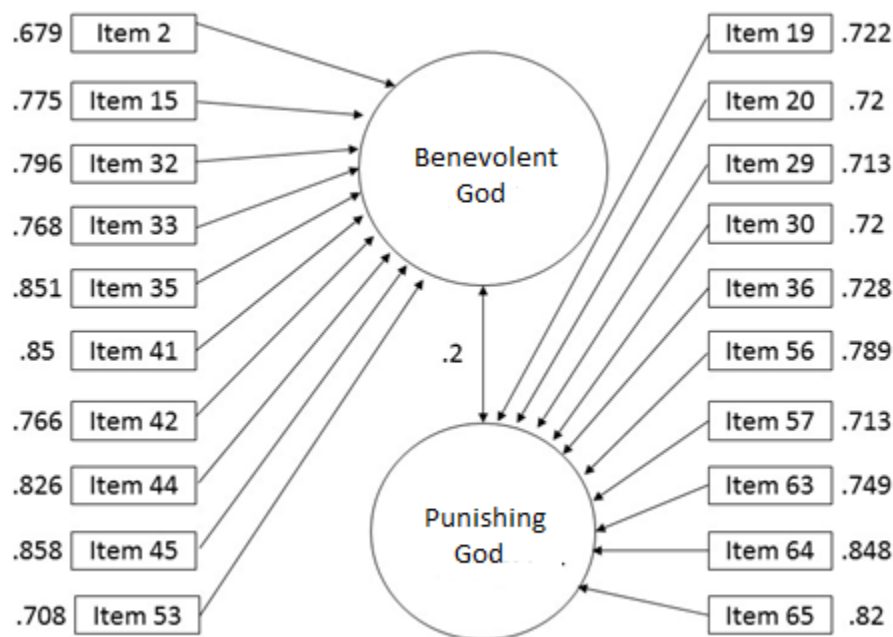 .679 Item 2
.775 Item 15
.796 Item 32
.768 Item 33
.851 Item 35
.85 Item 41
.766 Item 42
.826 Item 44
.858 Item 45
.708 Item 53
Benevolent
God
.2
Punishing
God
Item 19 .722
Item 20 .72
Item 29 .713
Item 30 .72
Item 36 .728
Item 56 .789
Item 57 .713
Item 63 .749
Item 64 .848
Item 65 .82